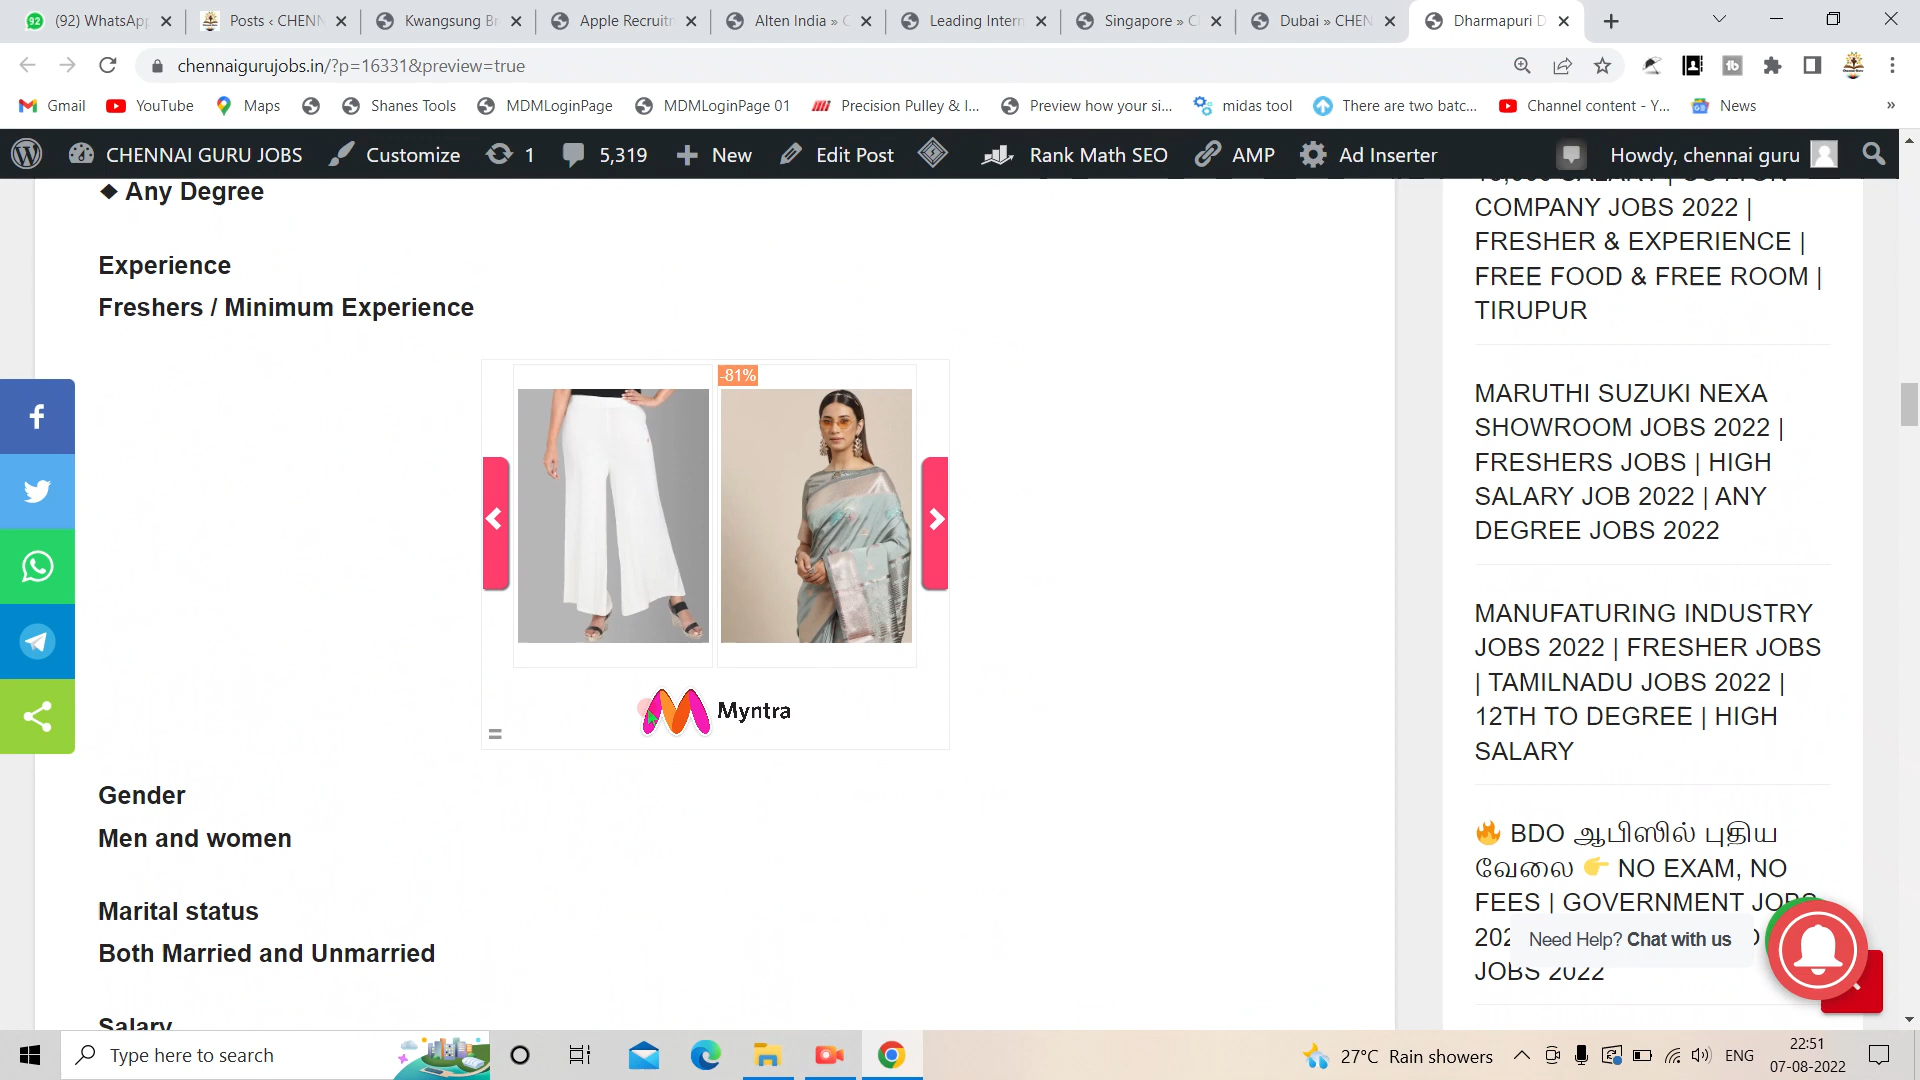 (92) WhatsApp
Posts ‹ CHENN
Kwangsung Br
Apple Recruitm
Alten India » C
Leading Intern
Singapore » C
Dubai » CHEN
Dharmapuri D
chennaigurujobs.in/?p=16331&preview=true
Gmail
YouTube
Maps
Shanes Tools
MDMLoginPage
MDMLoginPage 01
Precision Pulley & I...
Preview how your si...
midas tool
There are two batc...
Channel content - Y...
News
»
CHENNAI GURU JOBS
Customize
1
5,319
New
Edit Post
Rank Math SEO
AMP
Ad Inserter
Howdy, chennai guru
❖ Any Degree
Experience
Freshers / Minimum Experience
-81%
Myntra
Gender
Men and women
Marital status
Both Married and Unmarried
Salary
COMPANY JOBS 2022 |
FRESHER & EXPERIENCE |
FREE FOOD & FREE ROOM |
TIRUPUR
MARUTHI SUZUKI NEXA
SHOWROOM JOBS 2022 |
FRESHERS JOBS | HIGH
SALARY JOB 2022 | ANY
DEGREE JOBS 2022
MANUFATURING INDUSTRY
JOBS 2022 | FRESHER JOBS
| TAMILNADU JOBS 2022 |
12TH TO DEGREE | HIGH
SALARY
🔥 BDO ஆபிஸில் புதிய
வேலை 👉 NO EXAM, NO
FEES | GOVERNMENT JOBS
202
JOBS 2022
Need Help? Chat with us
Type here to search
27°C Rain showers
ENG
22:51
07-08-2022